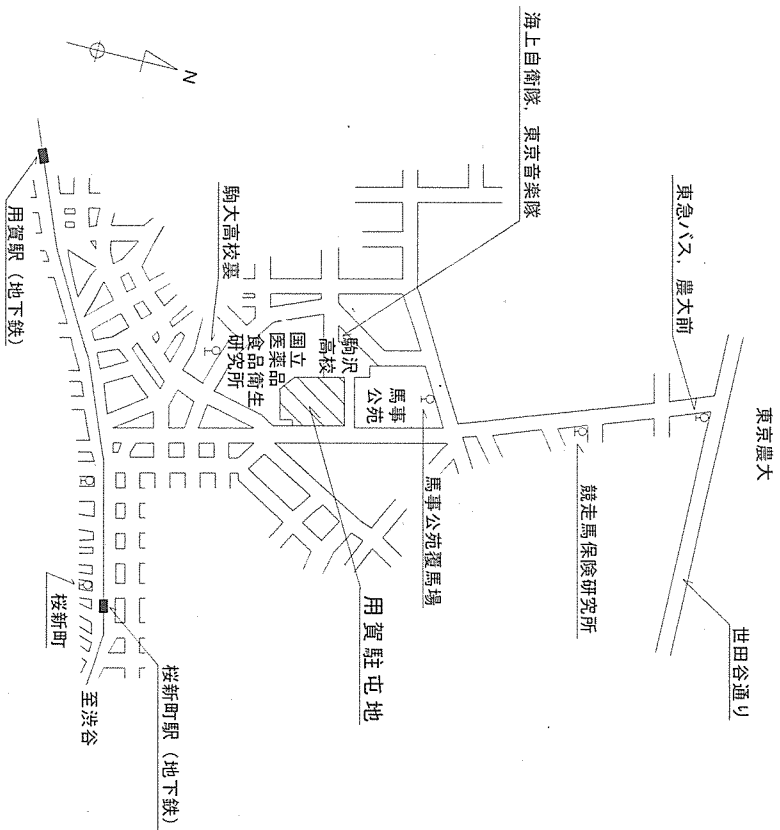 海上自衛隊, 東京音楽隊
東急バス, 農大前
東京農大
N
用賀駅（地下鉄）
駒大高校裏
国立
医薬品
食品衛生
研究所
駒沢
高校
馬事
公苑
馬事公苑覆馬場
競走馬保険研究所
世田谷通り
用賀駐屯地
桜新町
至渋谷
桜新町駅（地下鉄）